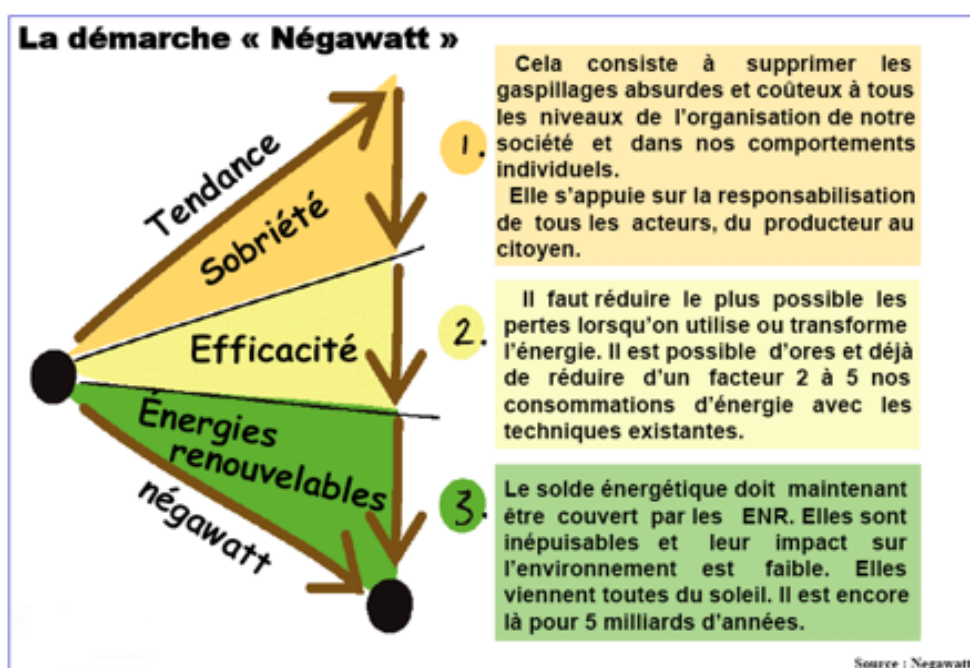 La démarche « Négawatt »
Tendance
Sobriété
Efficacité
Énergies
renouvelables
négawatt
1.
Cela consiste à supprimer les
gaspillages absurdes et coûteux à tous
les niveaux de l'organisation de notre
société et dans nos comportements
individuels.
Elle s'appuie sur la responsabilisation
de tous les acteurs, du producteur au
citoyen.
2.
Il faut réduire le plus possible les
pertes lorsqu'on utilise ou transforme
l'énergie. Il est possible d'ores et déjà
de réduire d'un facteur 2 à 5 nos
consommations d'énergie avec les
techniques existantes.
3.
Le solde énergétique doit maintenant
être couvert par les ENR. Elles sont
inépuisables et leur impact sur
l'environnement est faible. Elles
viennent toutes du soleil. Il est encore
là pour 5 milliards d'années.
Source : Negawatt